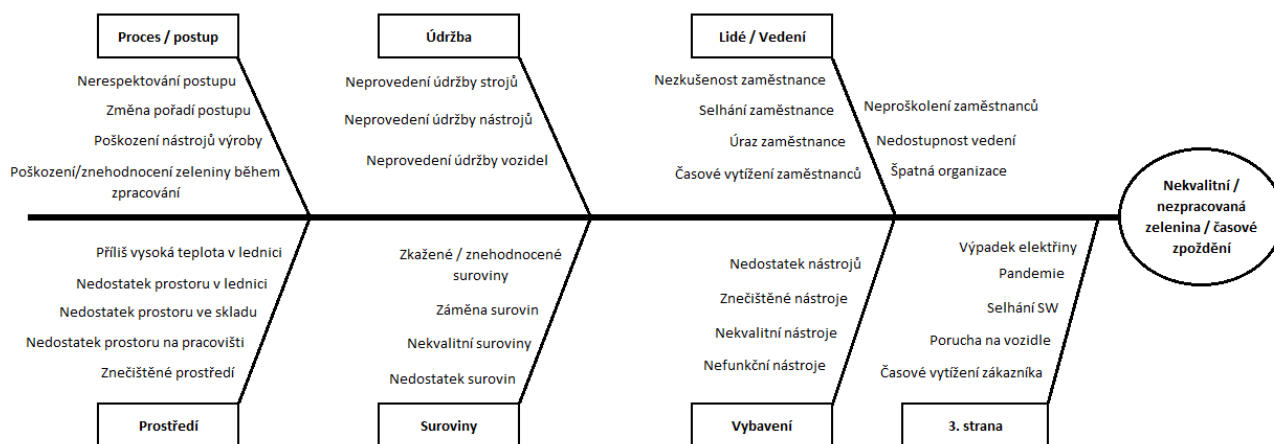 Proces / postup
Nerespektování postupu
Změna pořadí postupu
Poškození nástrojů výroby
Poškození/znehodnocení zeleniny během
zpracování
Údržba
Neprovedení údržby strojů
Neprovedení údržby nástrojů
Neprovedení údržby vozidel
Lidé / Vedení
Nezkušenost zaměstnance
Selhání zaměstnance
Úraz zaměstnance
Časové vytížení zaměstnanců
Neproškolení zaměstnanců
Nedostupnost vedení
Špatná organizace
Nekvalitní /
nezpracovaná
zelenina / časové
zpoždění
Příliš vysoká teplota v lednici
Nedostatek prostoru v lednici
Nedostatek prostoru ve skladu
Nedostatek prostoru na pracovišti
Znečištěné prostředí
Prostředí
Zkažené / znehodnocené
suroviny
Záměna surovin
Nekvalitní suroviny
Nedostatek surovin
Suroviny
Nedostatek nástrojů
Znečištěné nástroje
Nekvalitní nástroje
Nefunkční nástroje
Vybavení
Výpadek elektřiny
Pandemie
Selhání SW
Porucha na vozidle
Časové vytížení zákazníka
3. strana